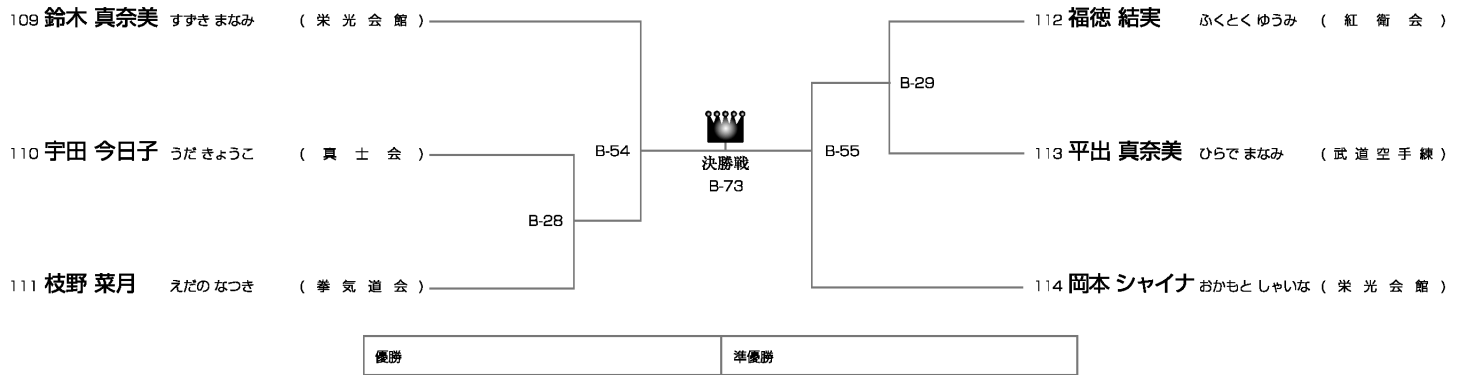 109 鈴木 真奈美 すずき まなみ ( 栄 光 会 館 )
110 宇田 今日子 うだ きょうこ ( 真 士 会 )
111 枝野 菜月 えだの なつき ( 拳 気 道 会 )
B-28
B-54
決勝戦
B-73
B-55
B-29
112 福徳 結実 ふくとく ゆうみ ( 紅 衛 会 )
113 平出 真奈美 ひらで まなみ ( 武 道 空 手 練 )
114 岡本 シャイナ おかもと しゃいな ( 栄 光 会 館 )
優勝
準優勝